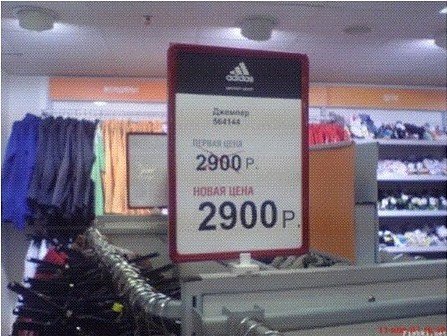 adidas
Джемпер
564144
ПЕРВАЯ ЦЕНА
2900 Р.
НОВАЯ ЦЕНА
2900 Р.